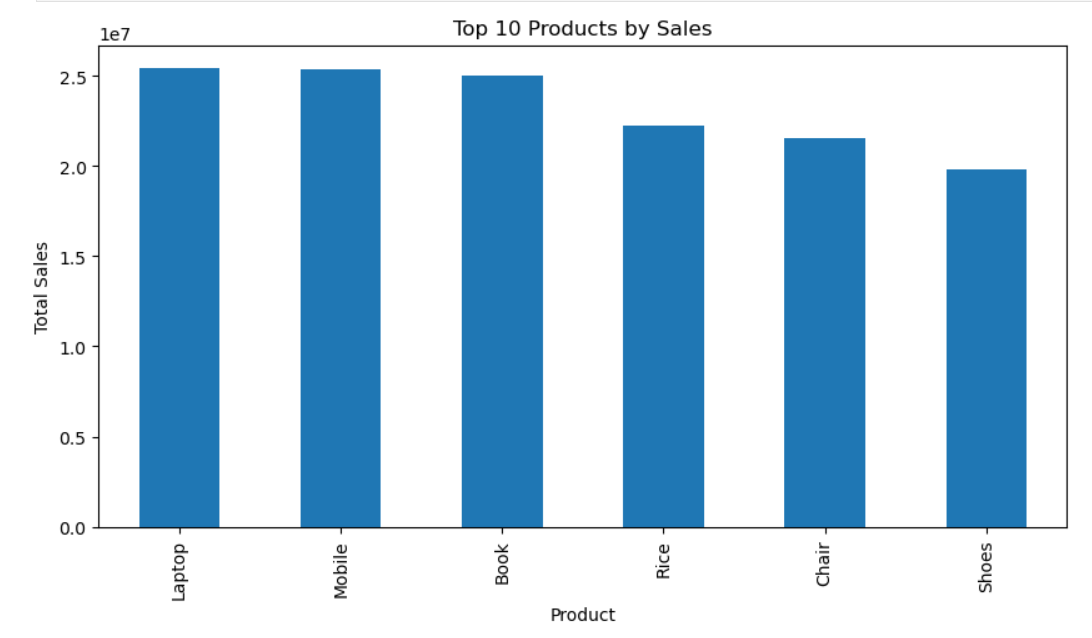 Top 10 Products by Sales
1e7
2.5
2.0
1.5
1.0
0.5
0.0
Total Sales
Laptop
Mobile
Book
Rice
Chair
Shoes
Product